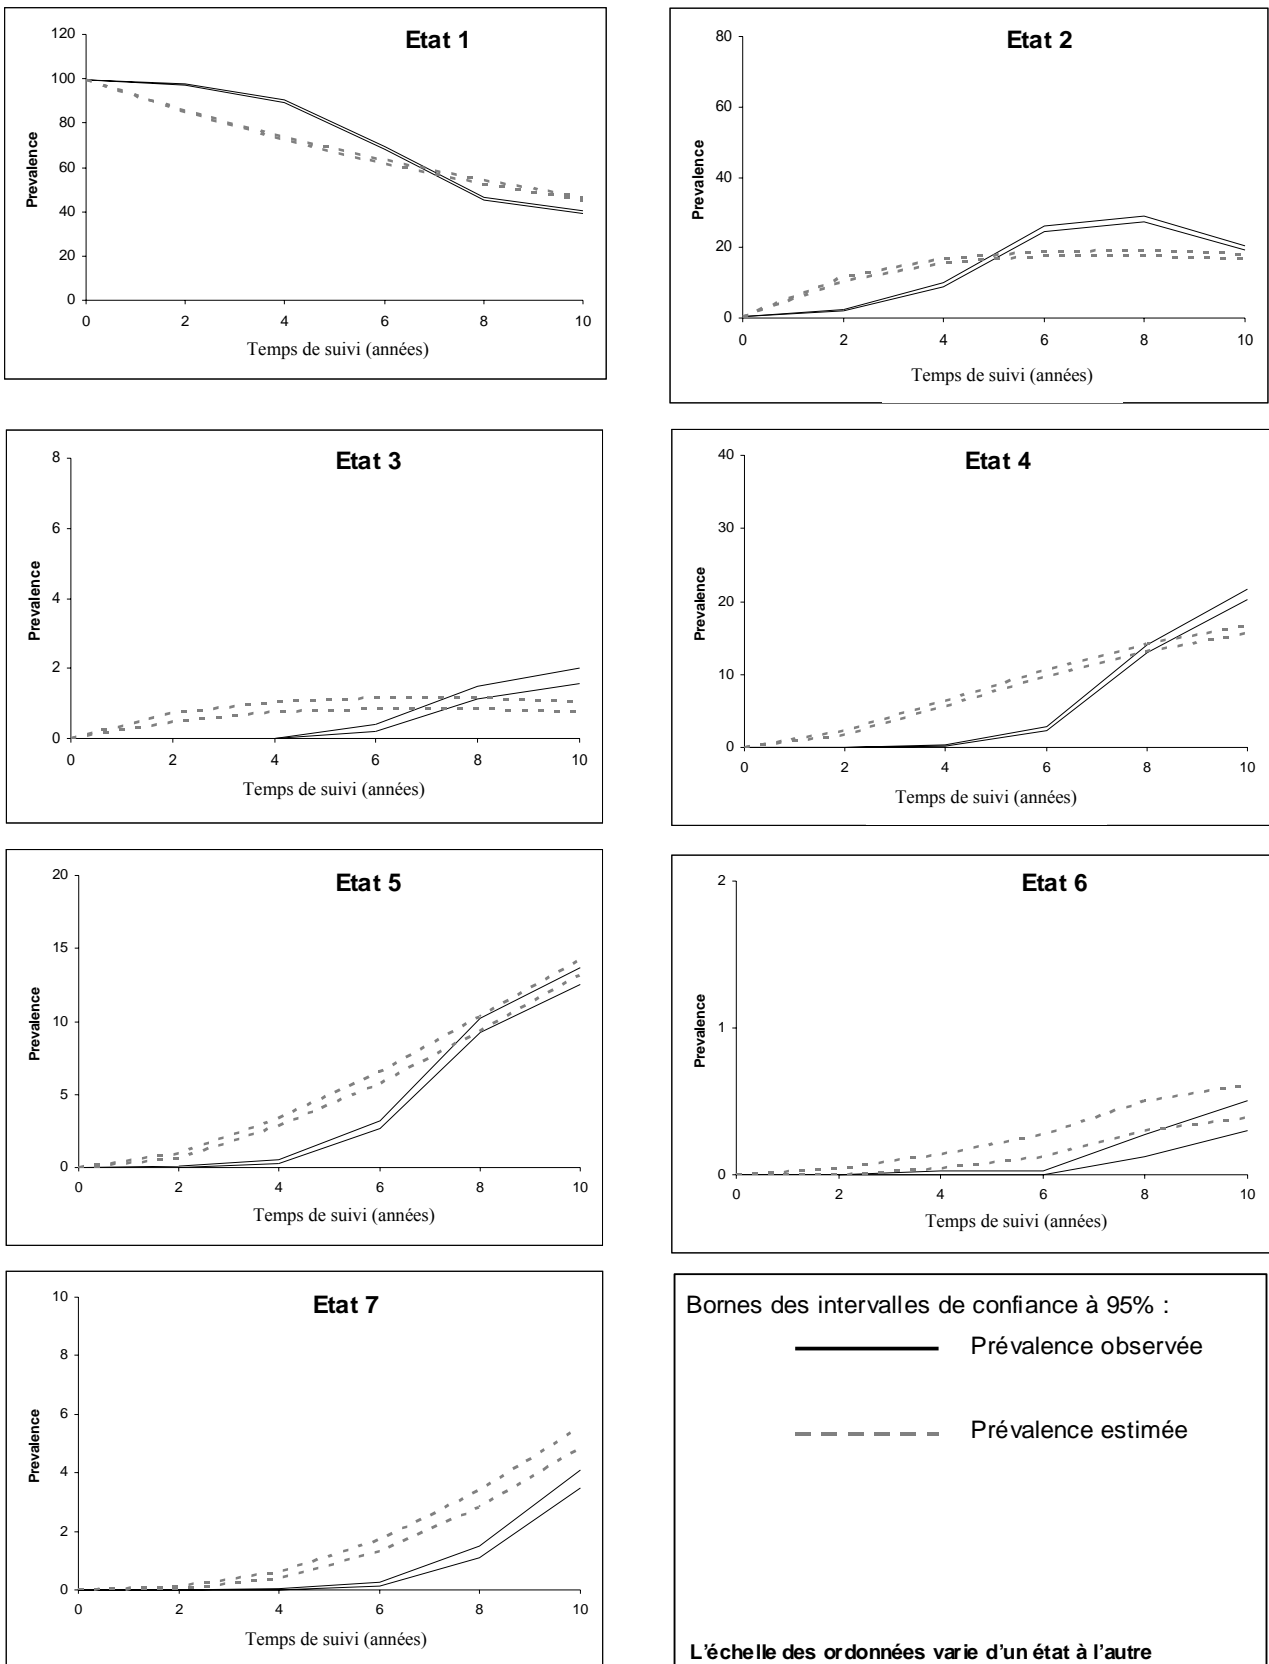 Etat 1
120
100
80
60
40
20
0
Prevalence
0 2 4 6 8 10
Temps de suivi (années)
Etat 2
80
60
40
20
0
Prevalence
0 2 4 6 8 10
Temps de suivi (années)
Etat 3
8
6
4
2
0
Prevalence
0 2 4 6 8 10
Temps de suivi (années)
Etat 4
40
30
20
10
0
Prevalence
0 2 4 6 8 10
Temps de suivi (années)
Etat 5
20
15
10
5
0
Prevalence
0 2 4 6 8 10
Temps de suivi (années)
Etat 6
2
1
0
Prevalence
0 2 4 6 8 10
Temps de suivi (années)
Etat 7
10
8
6
4
2
0
Prevalence
0 2 4 6 8 10
Temps de suivi (années)
Bornes des intervalles de confiance à 95% :
Prévalence observée
Prévalence estimée
L'échelle des ordonnées varie d'un état à l'autre